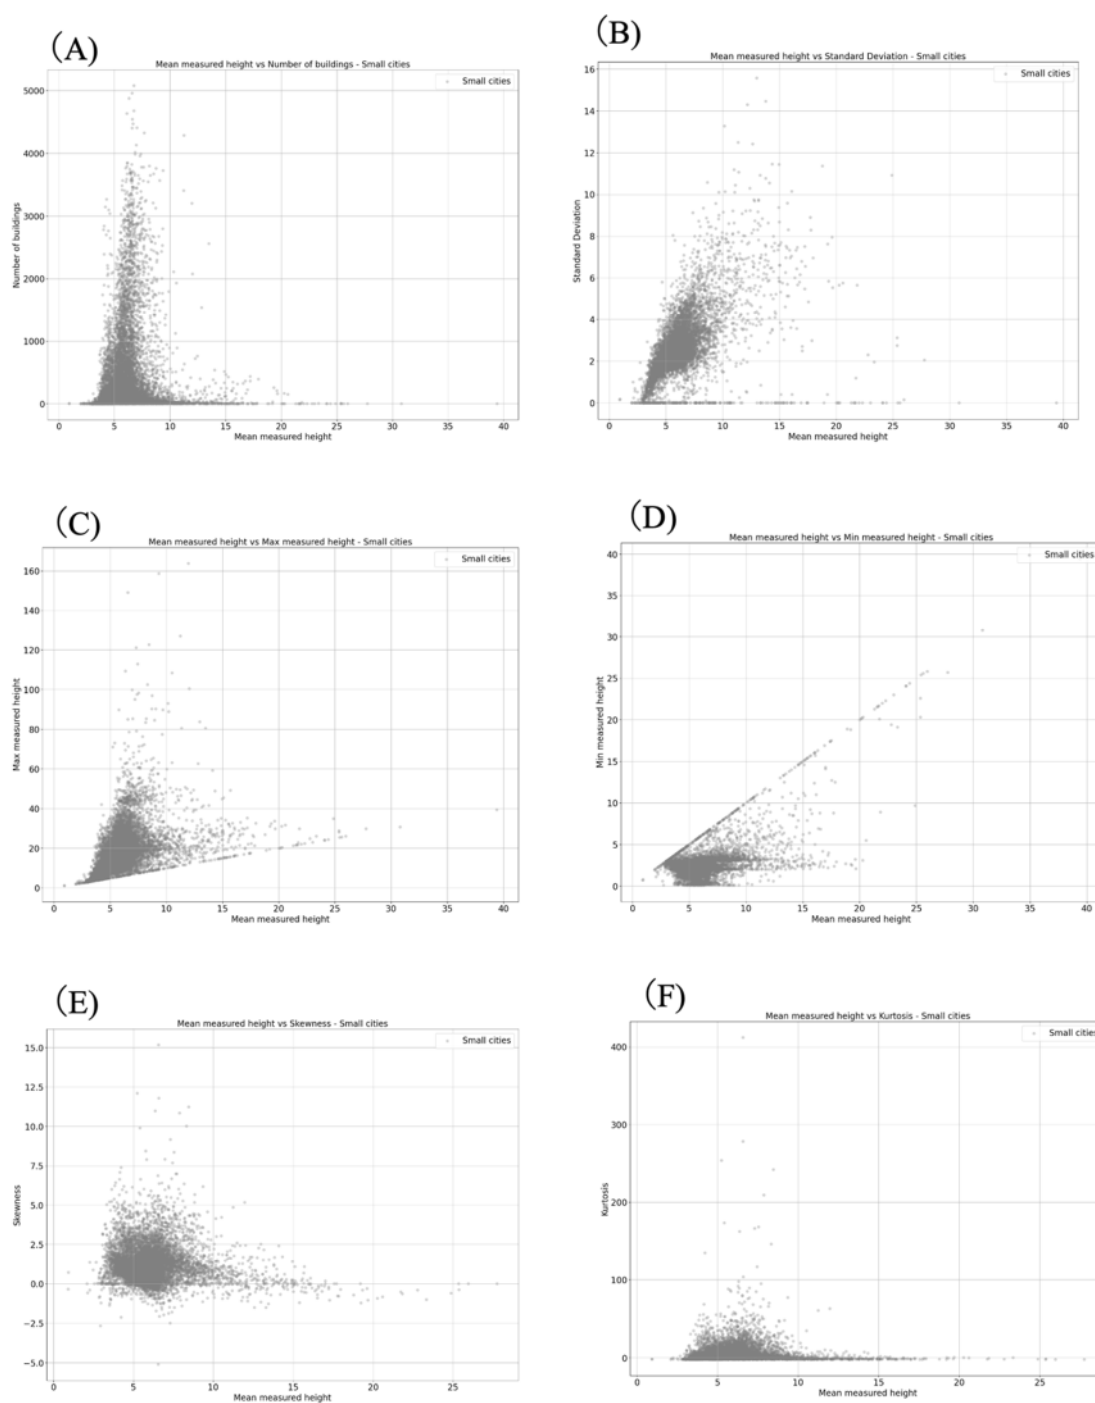 (A)
Mean measured height vs Number of buildings - Small cities
Small cities
Number of buildings
5000
4000
3000
2000
1000
0
0 5 10 15 20 25 30 35 40
Mean measured height
(B)
Mean measured height vs Standard Deviation - Small cities
Small cities
Standard Deviation
16
14
12
10
8
6
4
2
0
0 5 10 15 20 25 30 35 40
Mean measured height
(C)
Mean measured height vs Max measured height - Small cities
Small cities
Max measured height
160
140
120
100
80
60
40
20
0
0 5 10 15 20 25 30 35 40
Mean measured height
(D)
Mean measured height vs Min measured height - Small cities
Small cities
Min measured height
40
35
30
25
20
15
10
5
0
0 5 10 15 20 25 30 35 40
Mean measured height
(E)
Mean measured height vs Skewness - Small cities
Small cities
Skewness
15.0
12.5
10.0
7.5
5.0
2.5
0.0
−2.5
−5.0
0 5 10 15 20 25
Mean measured height
(F)
Mean measured height vs Kurtosis - Small cities
Small cities
Kurtosis
400
300
200
100
0
0 5 10 15 20 25
Mean measured height